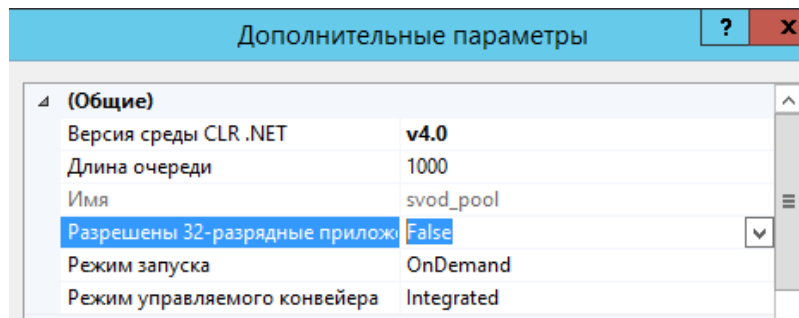 Дополнительные параметры ? x
(Общие)
Версия среды CLR .NET v4.0
Длина очереди 1000
Имя svod_pool
Разрешены 32-разрядные прилож False
Режим запуска OnDemand
Режим управляемого конвейера Integrated